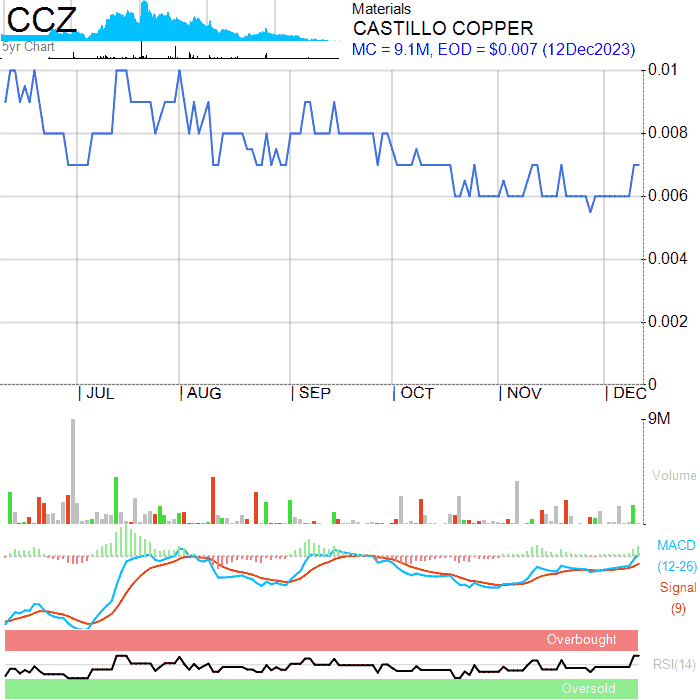 CCZ
5yr Chart
Materials
CASTILLO COPPER
MC = 9.1M, EOD = $0.007 (12Dec2023)
0.01
0.008
0.006
0.004
0.002
0
| JUL | AUG | SEP | OCT | NOV | DEC
9M
Volume
MACD
(12-26)
Signal
(9)
Overbought
RSI(14)
Oversold